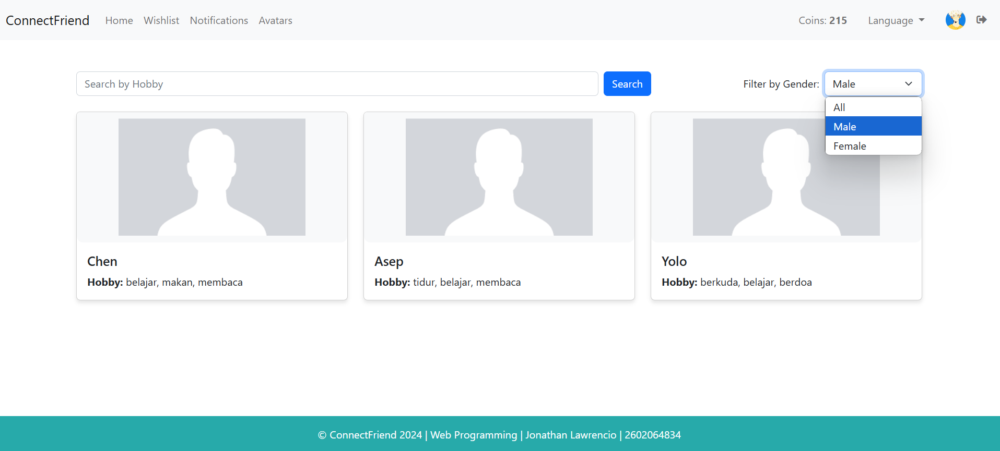 ConnectFriend Home Wishlist Notifications Avatars Coins: 215 Language
Search by Hobby Search Filter by Gender: Male
All
Male
Female
Chen
Hobby: belajar, makan, membaca
Asep
Hobby: tidur, belajar, membaca
Yolo
Hobby: berkuda, belajar, berdoa
© ConnectFriend 2024 | Web Programming | Jonathan Lawrencio | 2602064834